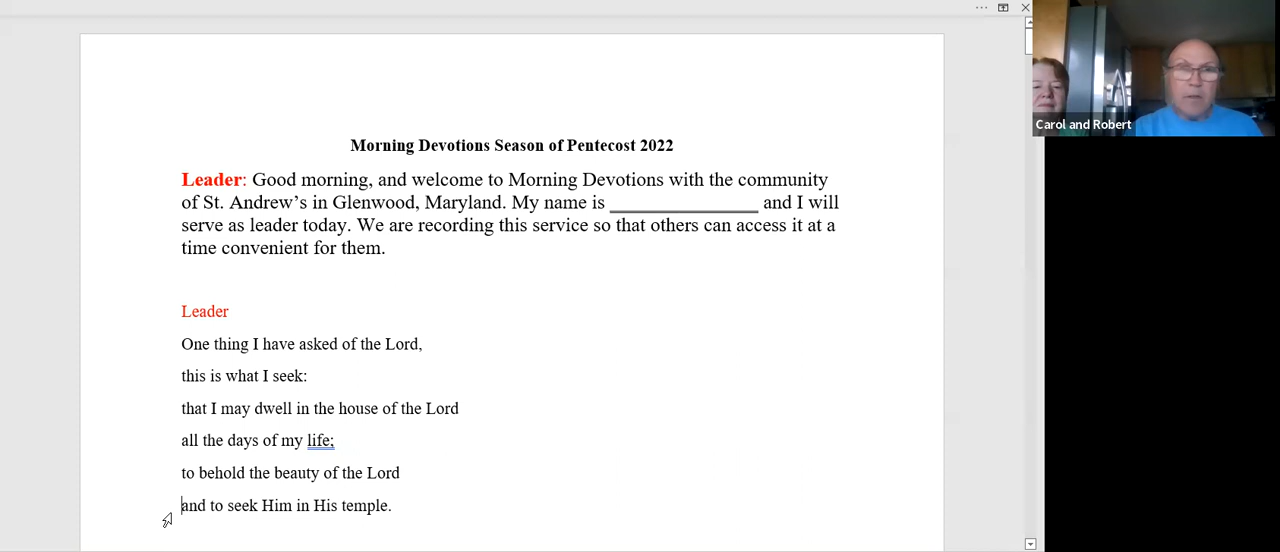 Morning Devotions Season of Pentecost 2022
Leader: Good morning, and welcome to Morning Devotions with the community
of St. Andrew’s in Glenwood, Maryland. My name is ________________ and I will
serve as leader today. We are recording this service so that others can access it at a
time convenient for them.
Leader
One thing I have asked of the Lord,
this is what I seek:
that I may dwell in the house of the Lord
all the days of my life;
to behold the beauty of the Lord
and to seek Him in His temple.
Carol and Robert